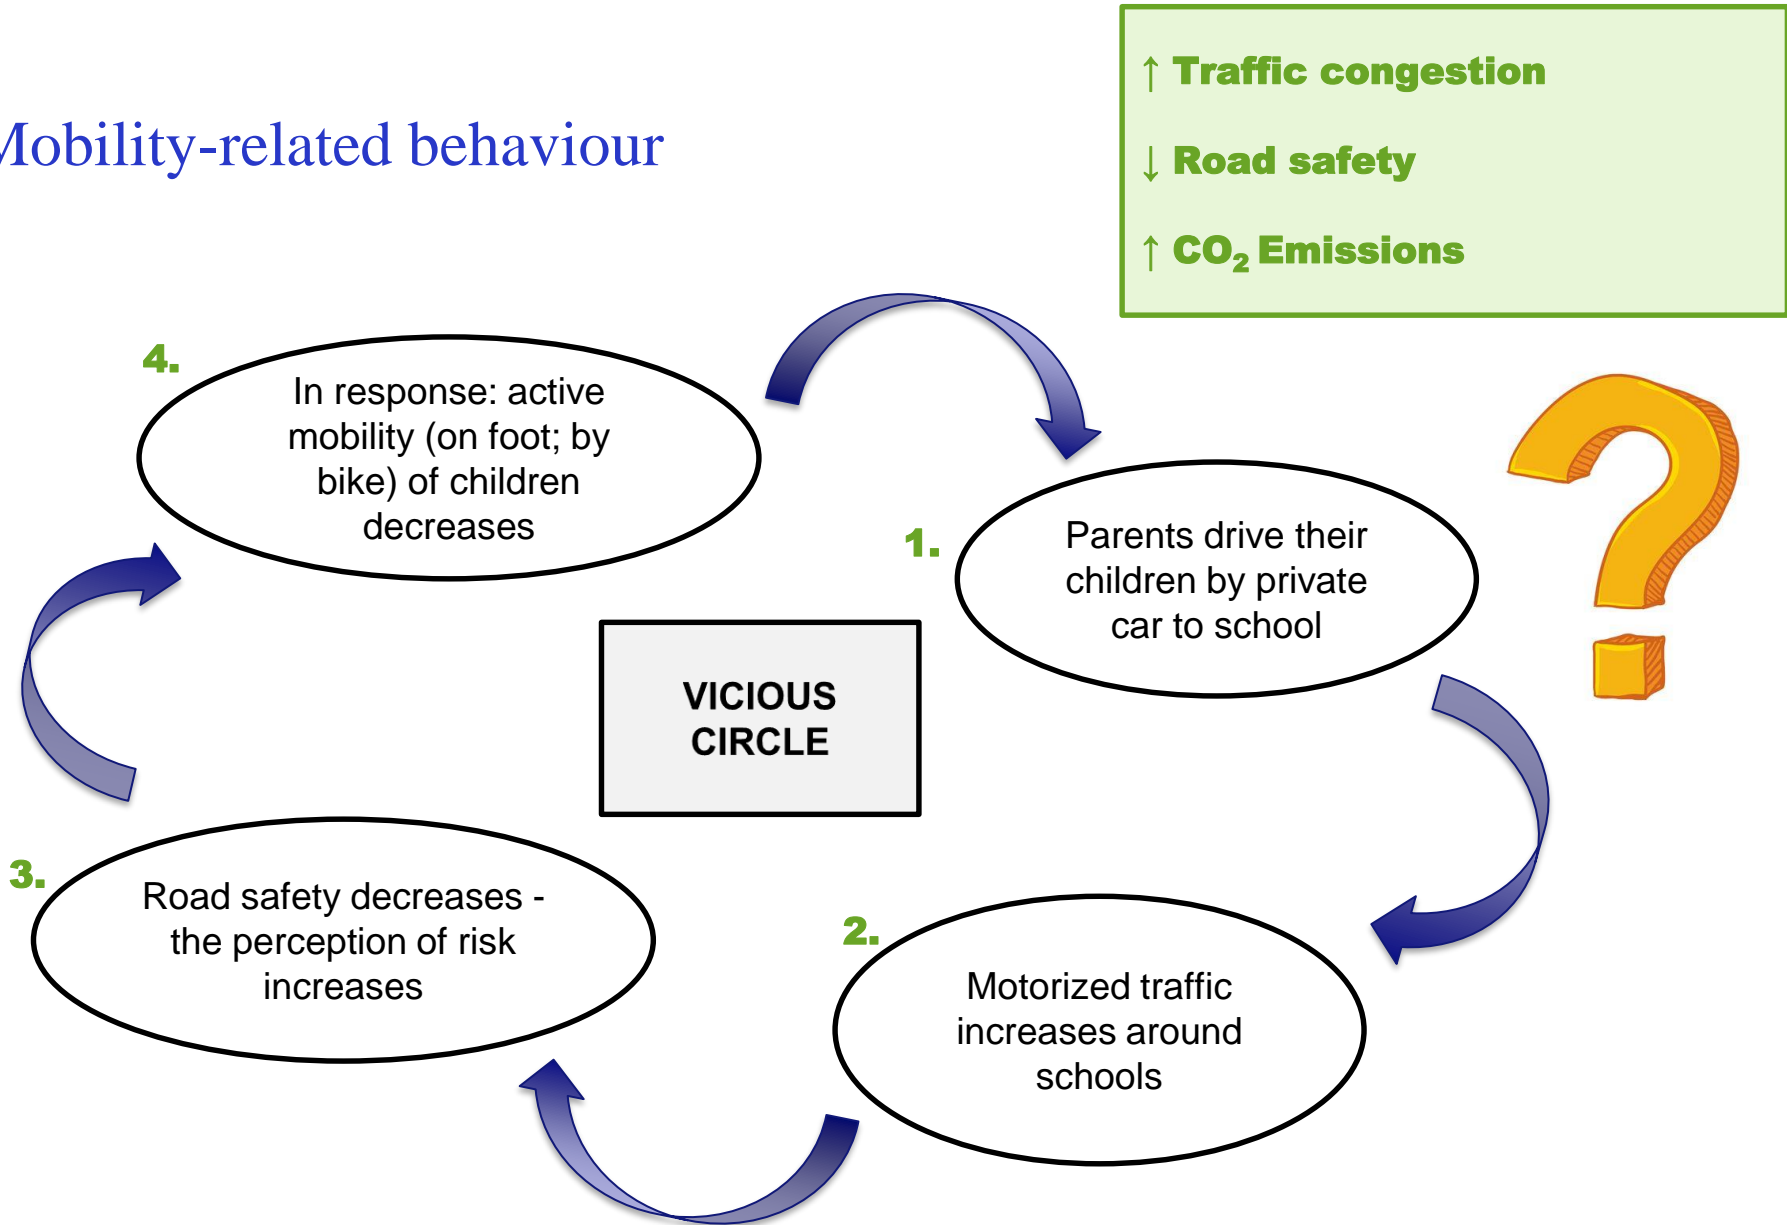 Mobility-related behaviour
↑ Traffic congestion
↓ Road safety
↑ CO₂ Emissions
4.
In response: active
mobility (on foot; by
bike) of children
decreases
1.
Parents drive their
children by private
car to school
VICIOUS
CIRCLE
3.
Road safety decreases -
the perception of risk
increases
2.
Motorized traffic
increases around
schools